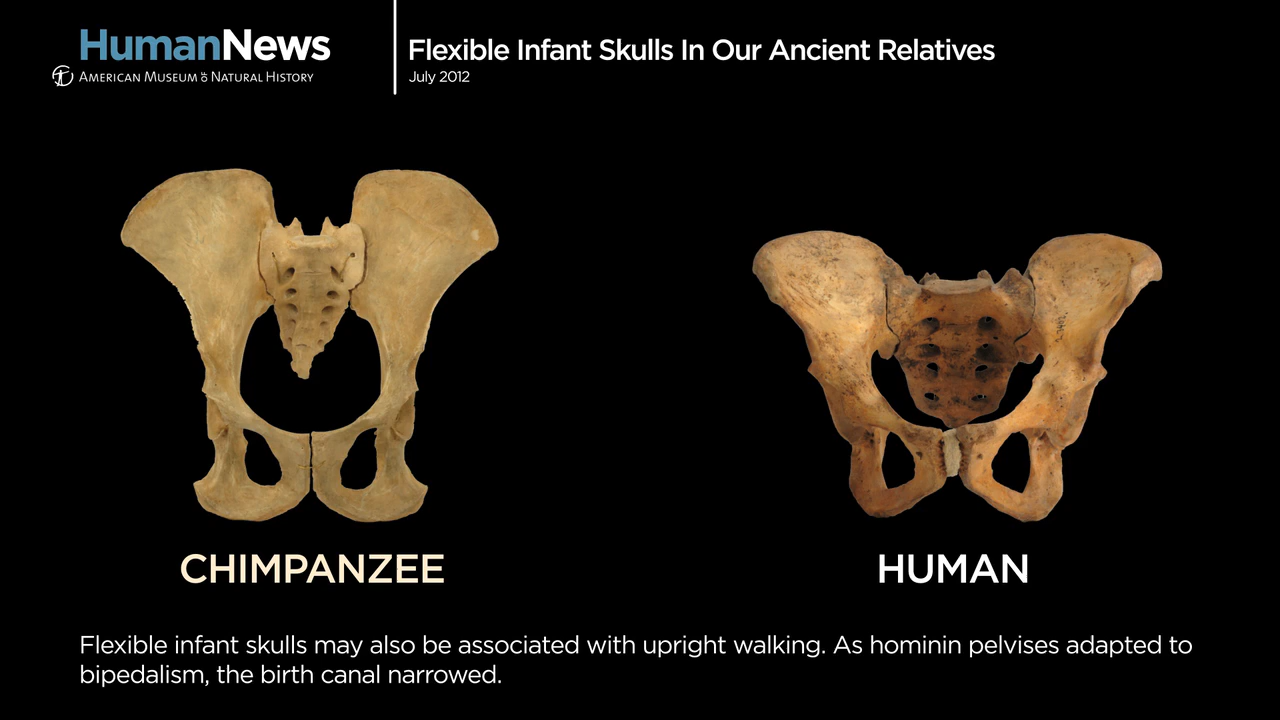 HumanNews
AMERICAN MUSEUM & NATURAL HISTORY
Flexible Infant Skulls In Our Ancient Relatives
July 2012
CHIMPANZEE
HUMAN
Flexible infant skulls may also be associated with upright walking. As hominin pelvises adapted to
bipedalism, the birth canal narrowed.